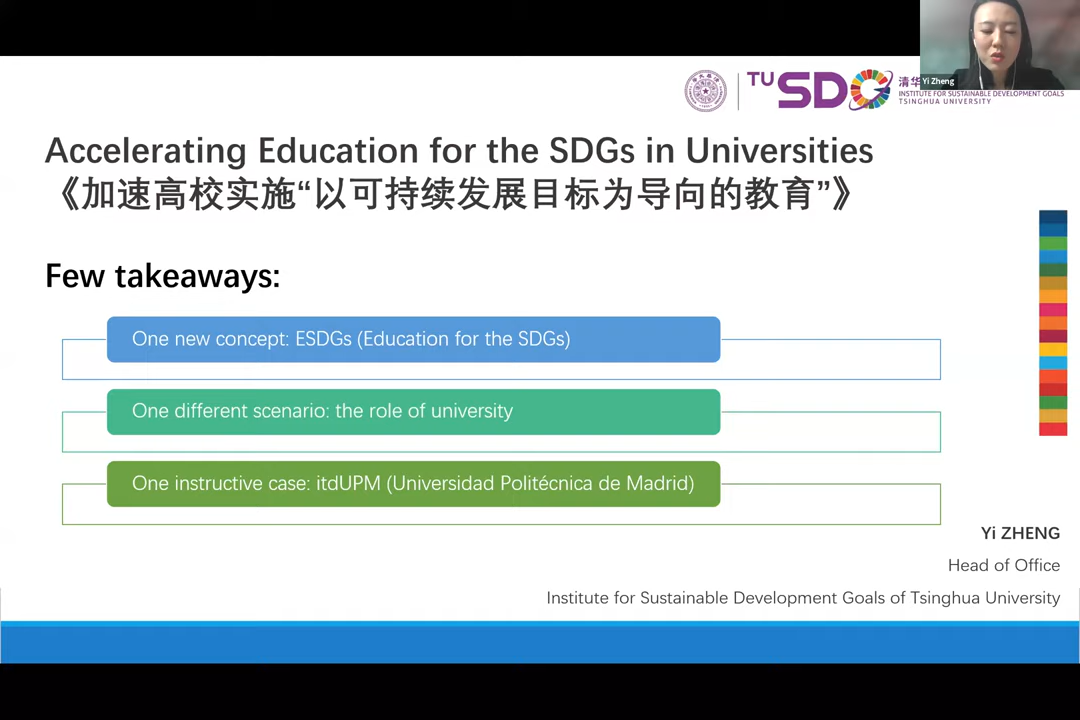 Yi Zheng
TUSDG
清华
INSTITUTE FOR SUSTAINABLE DEVELOPMENT GOALS
TSINGHUA UNIVERSITY
Accelerating Education for the SDGs in Universities
《加速高校实施“以可持续发展目标为导向的教育”》
Few takeaways:
One new concept: ESDGs (Education for the SDGs)
One different scenario: the role of university
One instructive case: itdUPM (Universidad Politécnica de Madrid)
Yi ZHENG
Head of Office
Institute for Sustainable Development Goals of Tsinghua University